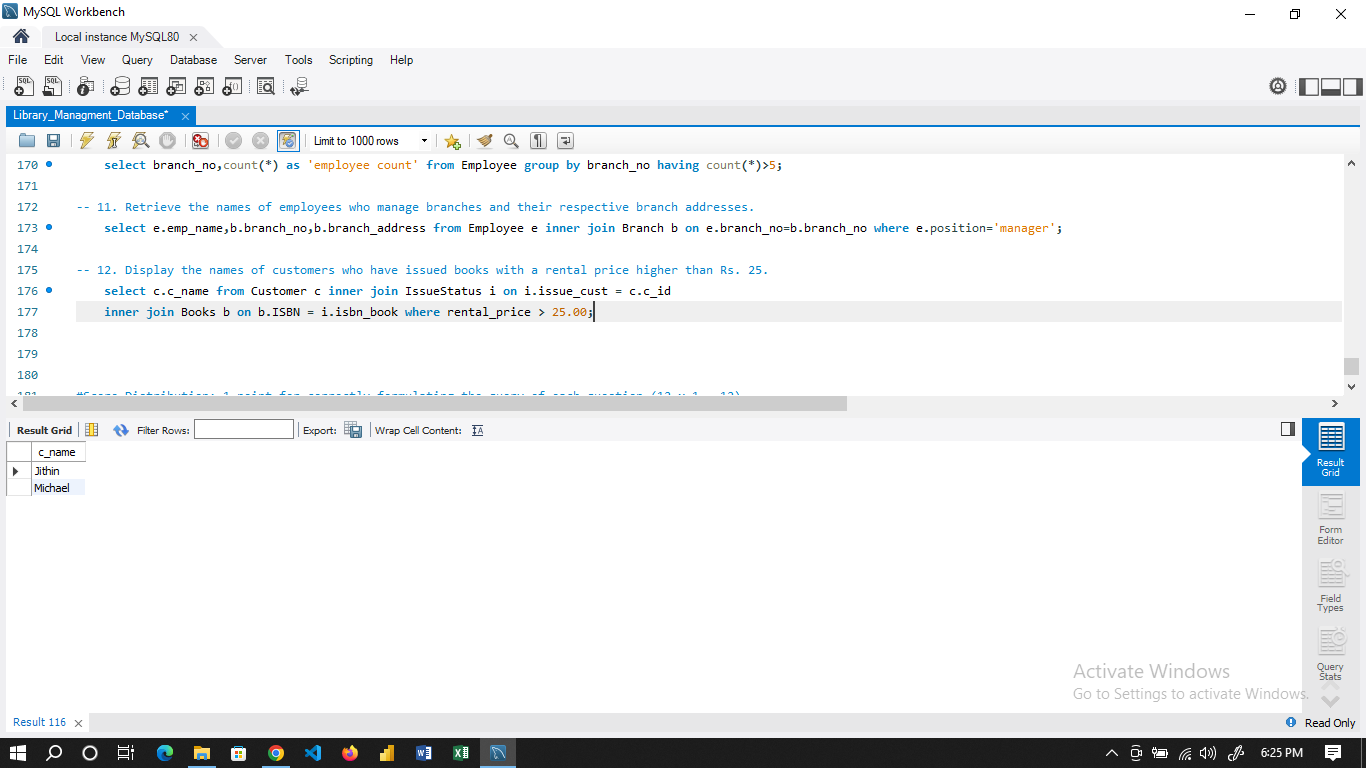 MySQL Workbench
Local instance MySQL80
File Edit View Query Database Server Tools Scripting Help
Library_Managment_Database*
Limit to 1000 rows
170 select branch_no,count(*) as 'employee count' from Employee group by branch_no having count(*)>5;
171
172 -- 11. Retrieve the names of employees who manage branches and their respective branch addresses.
173 select e.emp_name,b.branch_no,b.branch_address from Employee e inner join Branch b on e.branch_no=b.branch_no where e.position='manager';
174
175 -- 12. Display the names of customers who have issued books with a rental price higher than Rs. 25.
176 select c.c_name from Customer c inner join IssueStatus i on i.issue_cust = c.c_id
177 inner join Books b on b.ISBN = i.isbn_book where rental_price > 25.00;
178
179
180
Result Grid Filter Rows: Export: Wrap Cell Content:
c_name
Jithin
Michael
Result
Grid
Form
Editor
Field
Types
Query
Stats
Activate Windows
Go to Settings to activate Windows.
Result 116
Read Only
6:25 PM